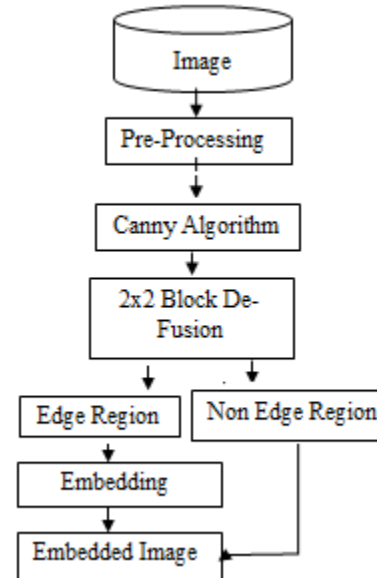 Image
Pre-Processing
Canny Algorithm
2x2 Block De-
Fusion
Edge Region
Non Edge Region
Embedding
Embedded Image